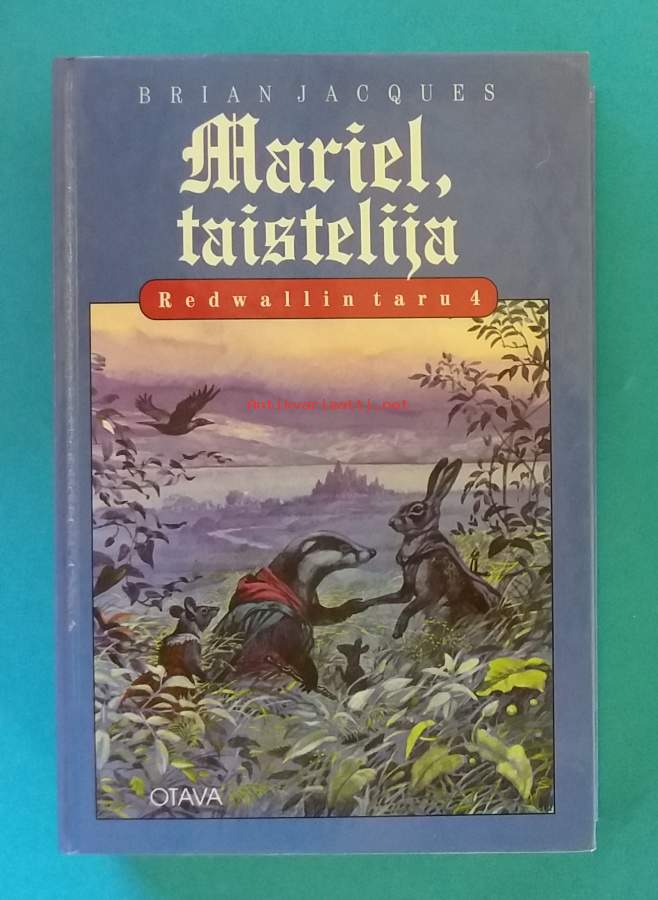 BRIAN JACQUES
Mariel,
taistelija
Redwallin taru 4
Antikvariaatti.net
OTAVA